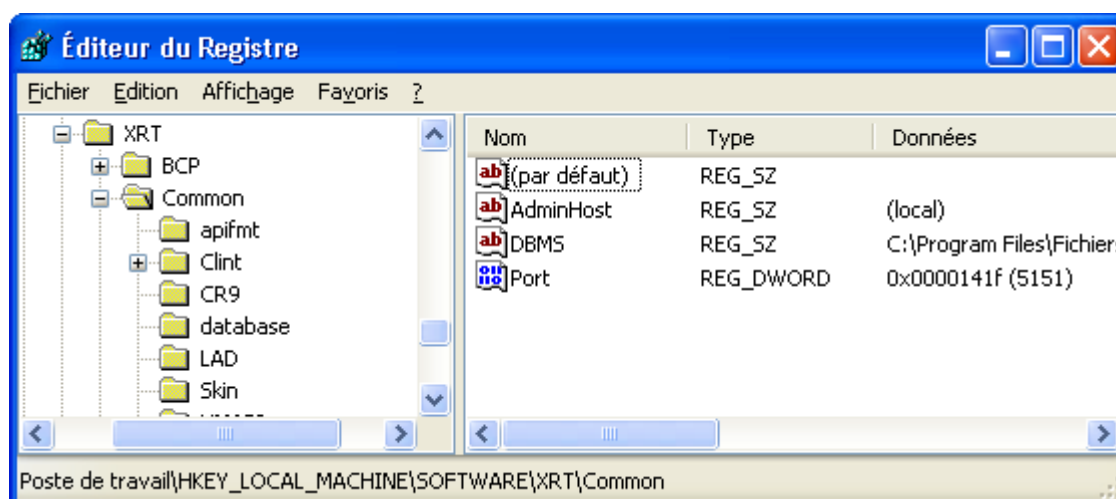 Éditeur du Registre
Fichier Edition Affichage Favoris ?
XRT
BCP
Common
apifmt
Clint
CR9
database
LAD
Skin
Nom Type Données
(par défaut) REG_SZ
AdminHost REG_SZ (local)
DBMS REG_SZ C:\Program Files\Fichier
Port REG_DWORD 0x0000141f (5151)
Poste de travail\HKEY_LOCAL_MACHINE\SOFTWARE\XRT\Common